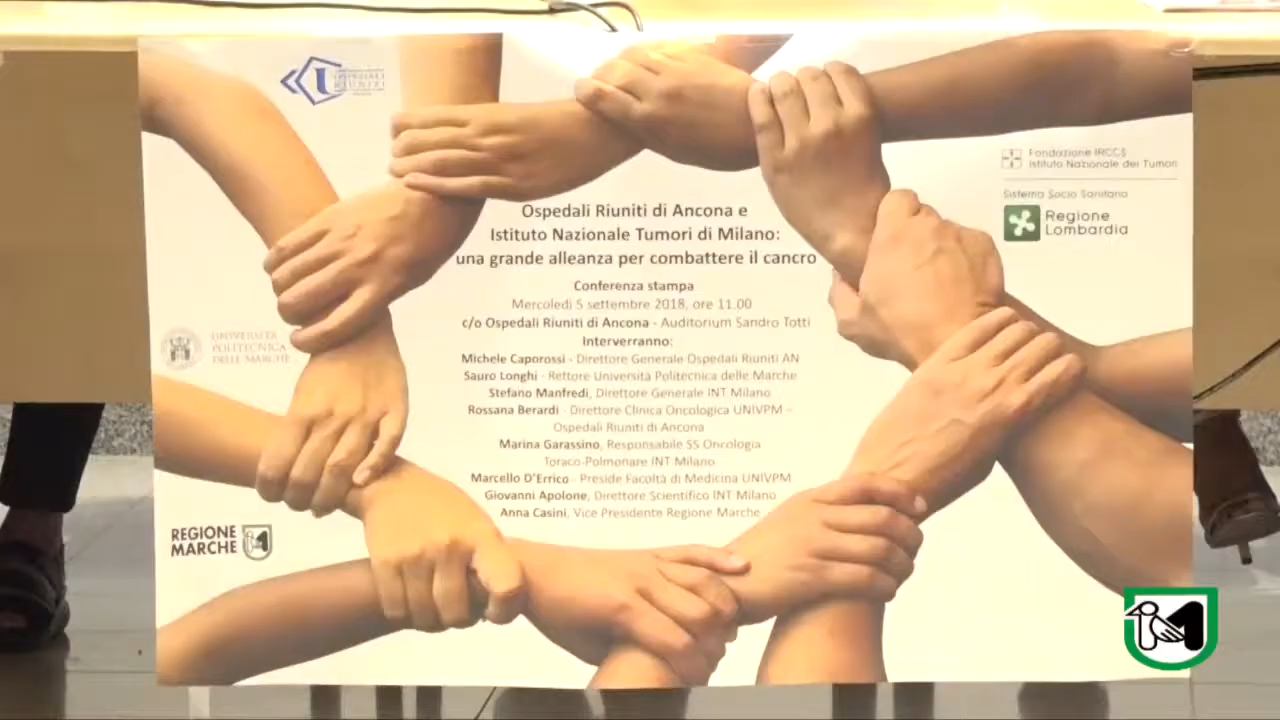 OSPEDALI
RIUNITI
Fondazione IRCCS
Istituto Nazionale dei Tumori
Sistema Socio Sanitario
Regione
Lombardia
Ospedali Riuniti di Ancona e
Istituto Nazionale Tumori di Milano:
una grande alleanza per combattere il cancro
Conferenza stampa
Mercoledì 5 settembre 2018, ore 11.00
c/o Ospedali Riuniti di Ancona - Auditorium Sandro Totti
Interverranno:
Michele Caporossi - Direttore Generale Ospedali Riuniti AN
Sauro Longhi - Rettore Università Politecnica delle Marche
Stefano Manfredi, Direttore Generale INT Milano
Rossana Berardi - Direttore Clinica Oncologica UNIVPM –
Ospedali Riuniti di Ancona
Marina Garassino, Responsabile SS Oncologia
Toraco-Polmonare INT Milano
Marcello D'Errico - Preside Facoltà di Medicina UNIVPM
Giovanni Apolone, Direttore Scientifico INT Milano
Anna Casini, Vice Presidente Regione Marche
UNIVERSITÀ
POLITECNICA
DELLE MARCHE
REGIONE
MARCHE